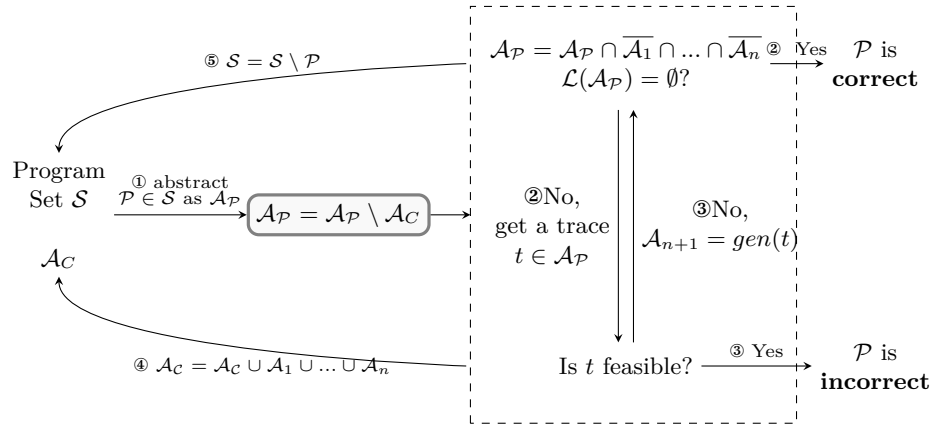 ⑤ 𝒮 = 𝒮 \ 𝒫
𝒜_𝒫 = 𝒜_𝒫 ∩ \overline{𝒜_1} ∩ ... ∩ \overline{𝒜_n}
ℒ(𝒜_𝒫) = ∅?
② Yes
𝒫 is
correct
Program
Set 𝒮
① abstract
𝒫 ∈ 𝒮 as 𝒜_𝒫
𝒜_𝒫 = 𝒜_𝒫 \ 𝒜_C
②No,
get a trace
t ∈ 𝒜_𝒫
③No,
𝒜_{n+1} = gen(t)
𝒜_C
④ 𝒜_𝒞 = 𝒜_𝒞 ∪ 𝒜_1 ∪ ... ∪ 𝒜_n
Is t feasible?
③ Yes
𝒫 is
incorrect